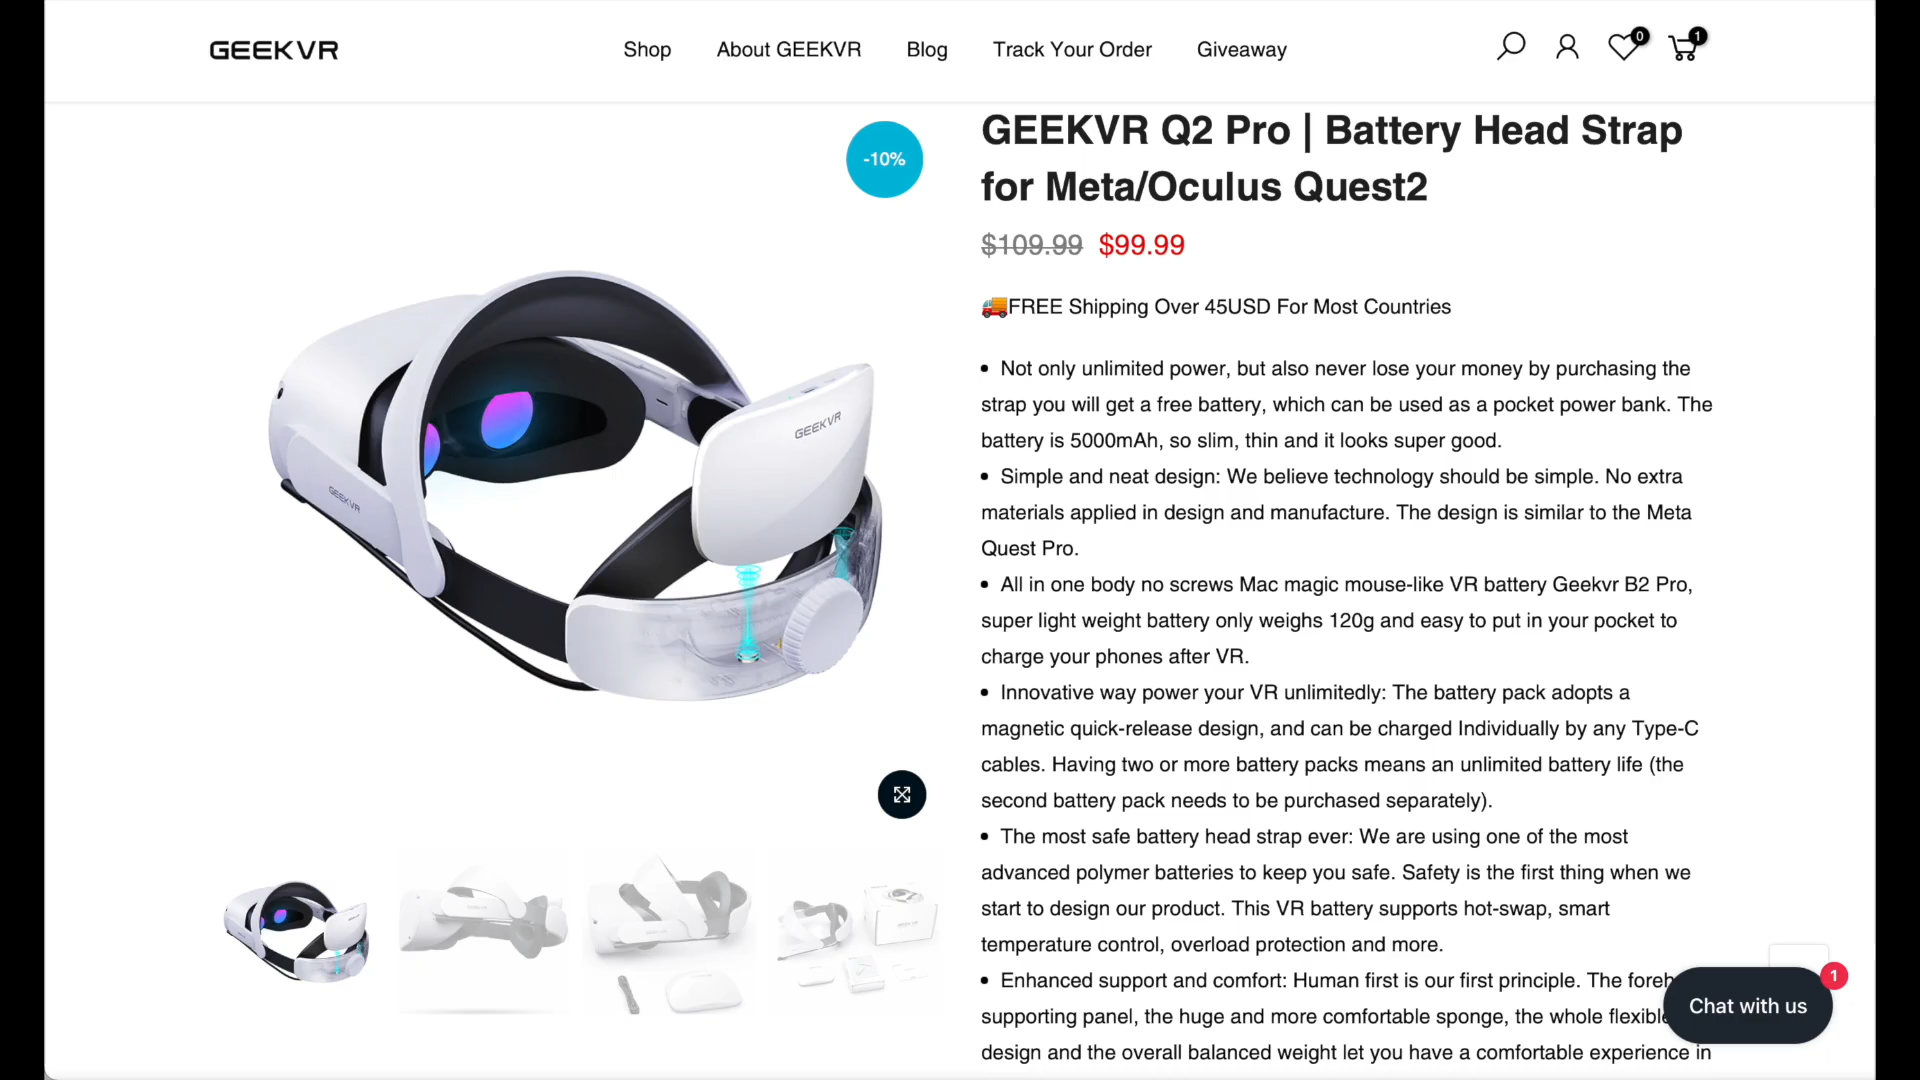 GEEKVR
Shop
About GEEKVR
Blog
Track Your Order
Giveaway
0
1
-10%
GEEKVR
GEEKVR
GEEKVR Q2 Pro | Battery Head Strap
for Meta/Oculus Quest2
$109.99 $99.99
FREE Shipping Over 45USD For Most Countries
• Not only unlimited power, but also never lose your money by purchasing the
strap you will get a free battery, which can be used as a pocket power bank. The
battery is 5000mAh, so slim, thin and it looks super good.
• Simple and neat design: We believe technology should be simple. No extra
materials applied in design and manufacture. The design is similar to the Meta
Quest Pro.
• All in one body no screws Mac magic mouse-like VR battery Geekvr B2 Pro,
super light weight battery only weighs 120g and easy to put in your pocket to
charge your phones after VR.
• Innovative way power your VR unlimitedly: The battery pack adopts a
magnetic quick-release design, and can be charged Individually by any Type-C
cables. Having two or more battery packs means an unlimited battery life (the
second battery pack needs to be purchased separately).
• The most safe battery head strap ever: We are using one of the most
advanced polymer batteries to keep you safe. Safety is the first thing when we
start to design our product. This VR battery supports hot-swap, smart
temperature control, overload protection and more.
• Enhanced support and comfort: Human first is our first principle. The
supporting panel, the huge and more comfortable sponge, the whole flexible
design and the overall balanced weight let you have a comfortable experience in
Chat with us
1